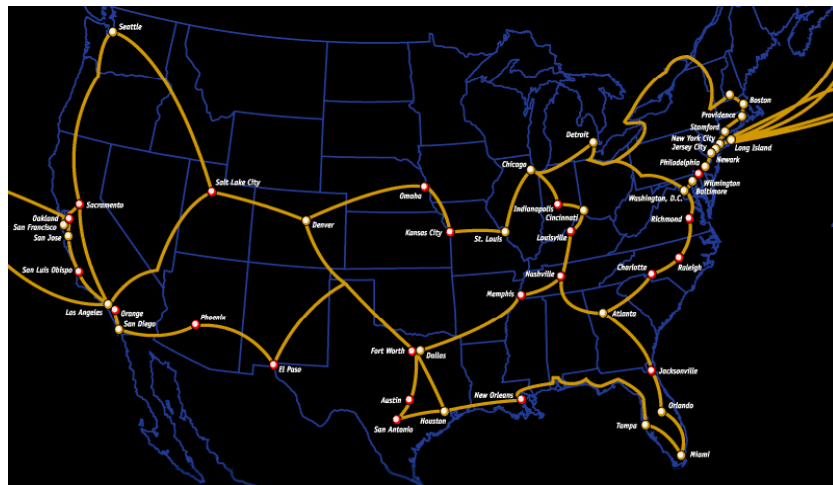 Seattle
Boston
Providence
Stamford
Detroit
New York City
Jersey City
Long Island
Chicago
Newark
Philadelphia
Salt Lake City
Wilmington
Omaha
Baltimore
Washington, D.C.
Sacramento
Indianapolis
Cincinnati
Oakland
Richmond
San Francisco
Denver
Kansas City
St. Louis
Louisville
San Jose
Raleigh
San Luis Obispo
Nashville
Charlotte
Memphis
Los Angeles
Orange
Phoenix
Atlanta
San Diego
Fort Worth
Dallas
El Paso
Jacksonville
Austin
New Orleans
Orlando
Houston
San Antonio
Tampa
Miami